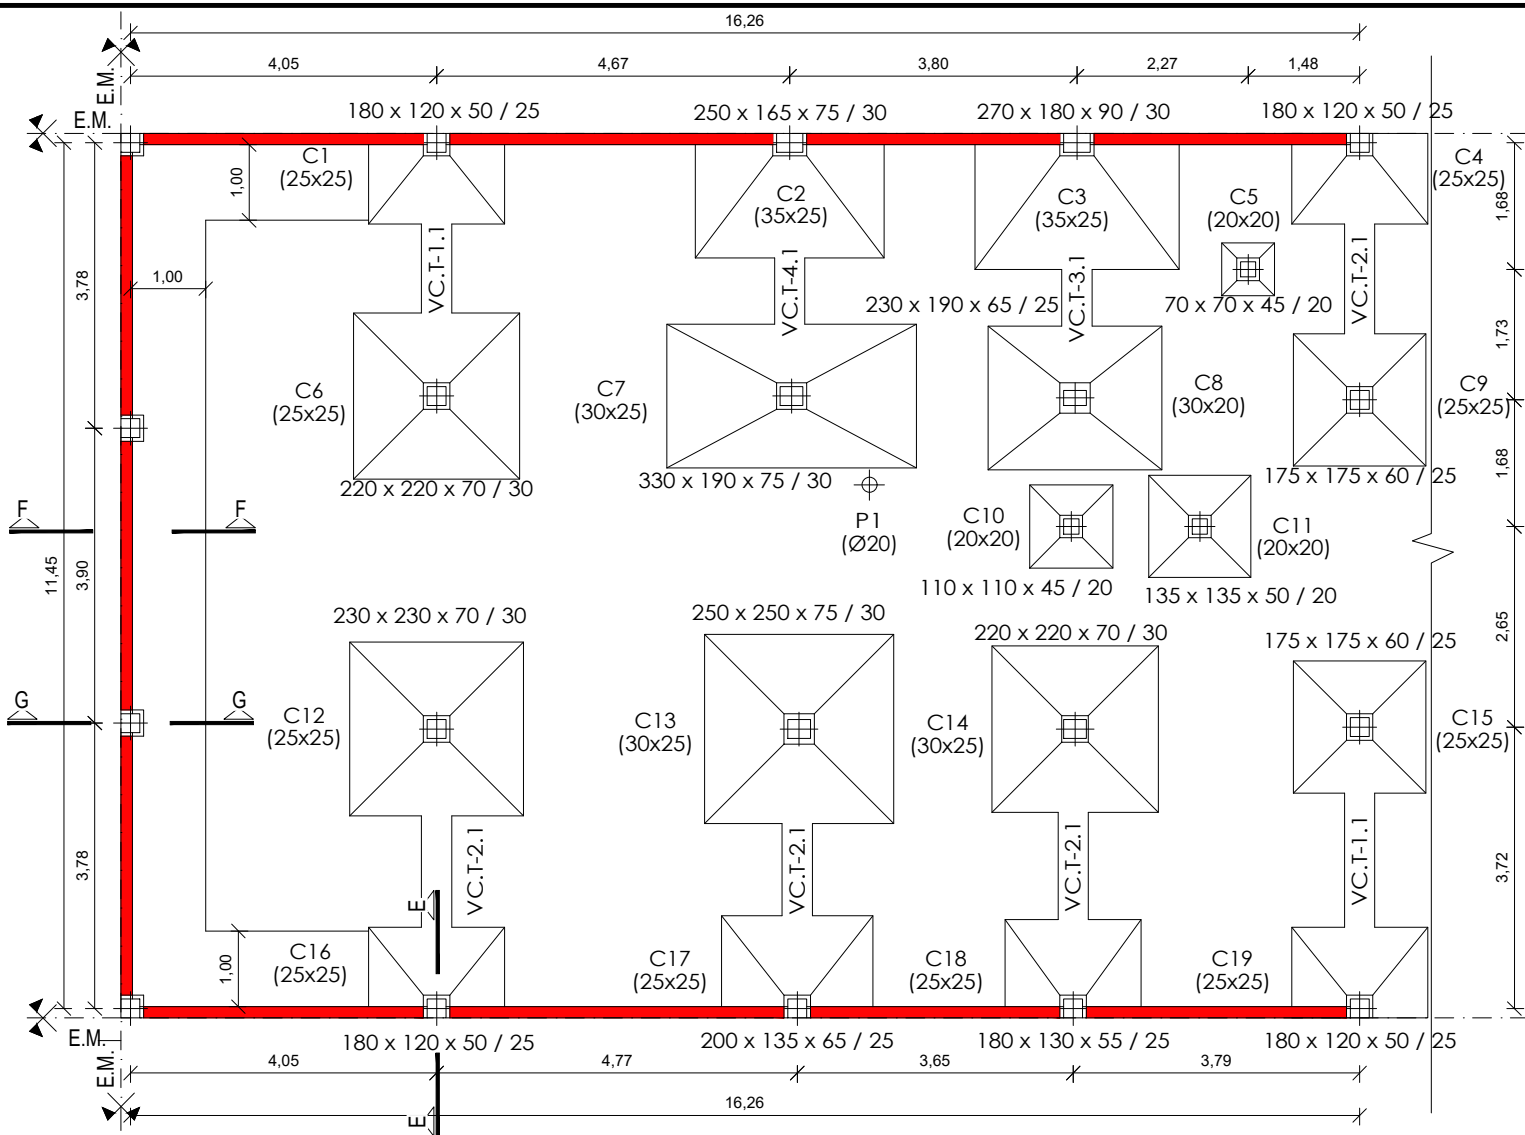 16,26
4,05
4,67
3,80
2,27
1,48
E.M.
E.M.
180 x 120 x 50 / 25
250 x 165 x 75 / 30
270 x 180 x 90 / 30
180 x 120 x 50 / 25
C1
(25x25)
C2
(35x25)
C3
(35x25)
C5
(20x20)
C4
(25x25)
1,00
1,68
VC.T-1.1
VC.T-4.1
VC.T-3.1
VC.T-2.1
3,78
1,00
230 x 190 x 65 / 25
70 x 70 x 45 / 20
1,73
C6
(25x25)
C7
(30x25)
C8
(30x20)
C9
(25x25)
220 x 220 x 70 / 30
330 x 190 x 75 / 30
175 x 175 x 60 / 25
1,68
F
F
P1
(Ø20)
C10
(20x20)
C11
(20x20)
11,45
3,90
110 x 110 x 45 / 20
135 x 135 x 50 / 20
230 x 230 x 70 / 30
250 x 250 x 75 / 30
220 x 220 x 70 / 30
175 x 175 x 60 / 25
2,65
G
G
C12
(25x25)
C13
(30x25)
C14
(30x25)
C15
(25x25)
3,78
VC.T-2.1
VC.T-2.1
VC.T-2.1
VC.T-1.1
3,72
E
1,00
C16
(25x25)
C17
(25x25)
C18
(25x25)
C19
(25x25)
E.M.
E.M.
180 x 120 x 50 / 25
200 x 135 x 65 / 25
180 x 130 x 55 / 25
180 x 120 x 50 / 25
4,05
4,77
3,65
3,79
16,26
E